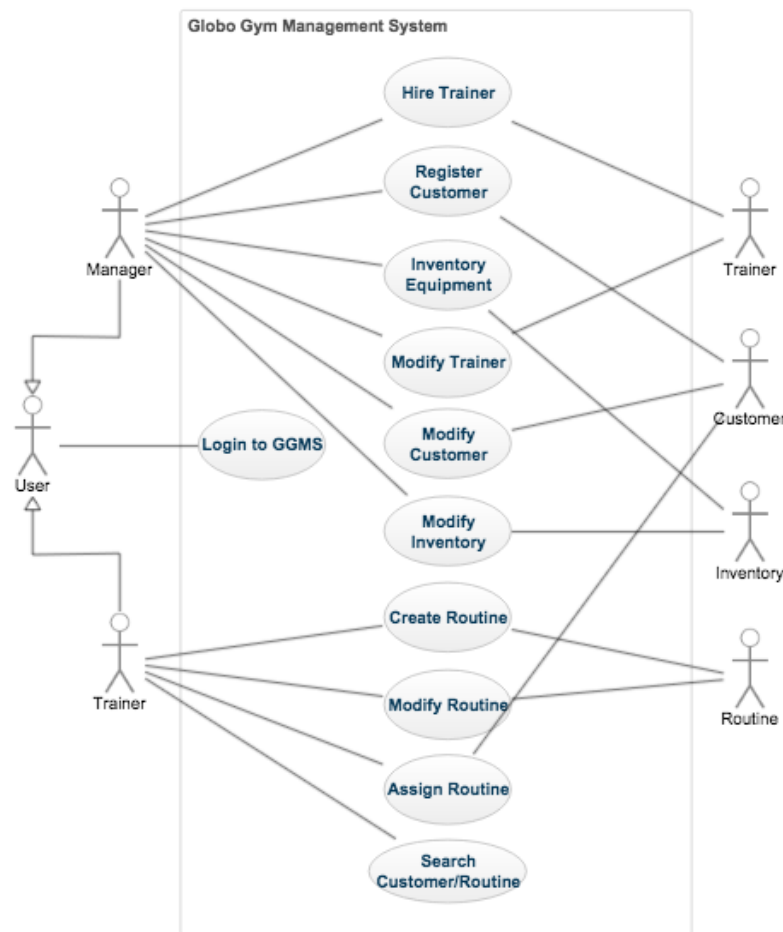 Globo Gym Management System
Hire Trainer
Register
Customer
Manager
Trainer
Inventory
Equipment
Modify Trainer
Customer
User
Login to GGMS
Modify
Customer
Modify
Inventory
Inventory
Create Routine
Trainer
Modify Routine
Routine
Assign Routine
Search
Customer/Routine